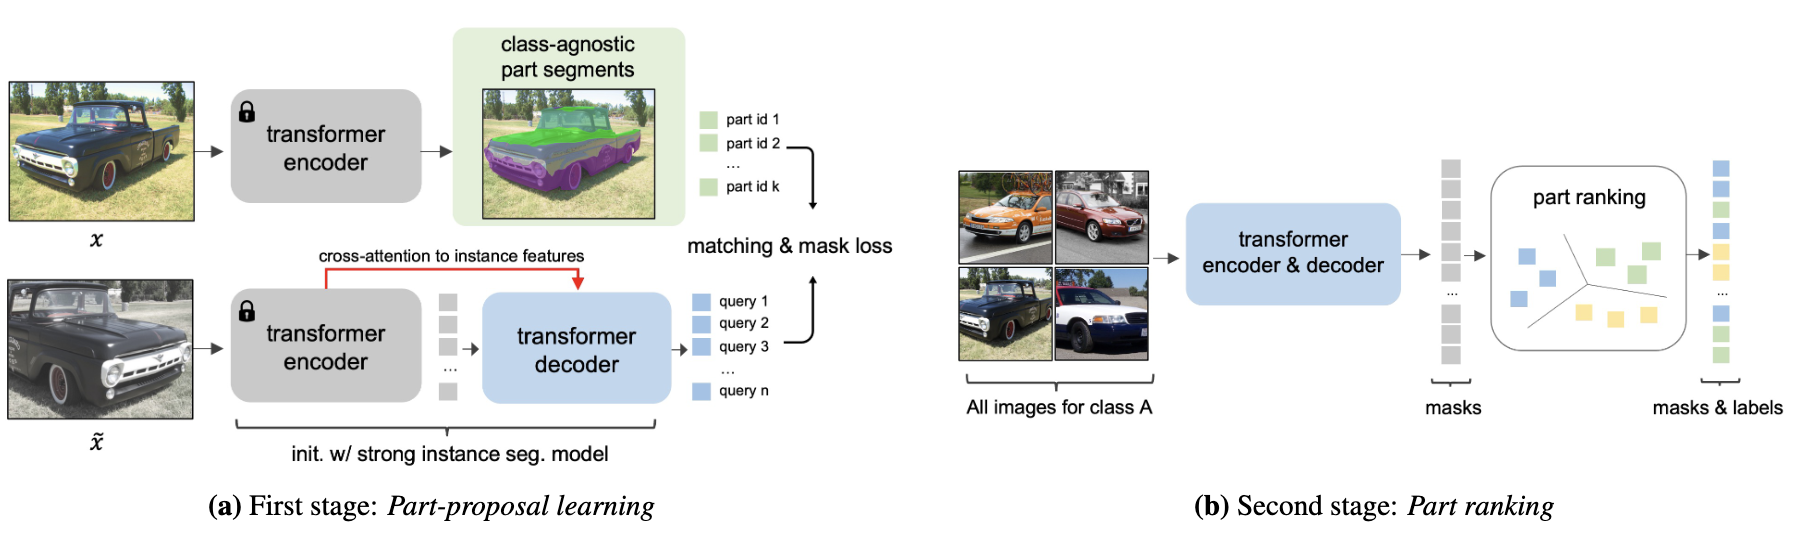 class-agnostic
part segments
transformer
encoder
part id 1
part id 2
...
part id k
x
matching & mask loss
cross-attention to instance features
transformer
encoder
...
transformer
decoder
query 1
query 2
query 3
...
query n
x̃
init. w/ strong instance seg. model
(a) First stage: Part-proposal learning
All images for class A
transformer
encoder & decoder
...
masks
part ranking
...
masks & labels
(b) Second stage: Part ranking